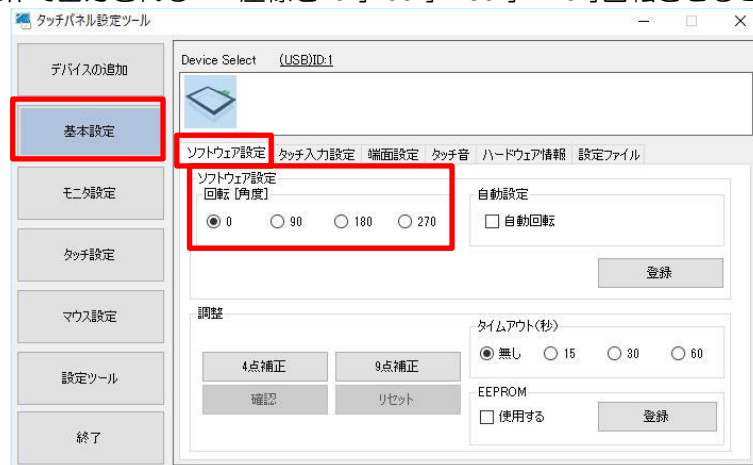 タッチパネル設定ツール
デバイスの追加
基本設定
モニタ設定
タッチ設定
マウス設定
設定ツール
終了
Device Select (USB)ID:1
ソフトウェア設定 タッチ入力設定 端面設定 タッチ音 ハードウェア情報 設定ファイル
ソフトウェア設定
回転 [角度]
0 90 180 270
自動設定
自動回転
登録
調整
4点補正 9点補正
確認 リセット
タイムアウト(秒)
無し 15 30 60
EEPROM
使用する 登録